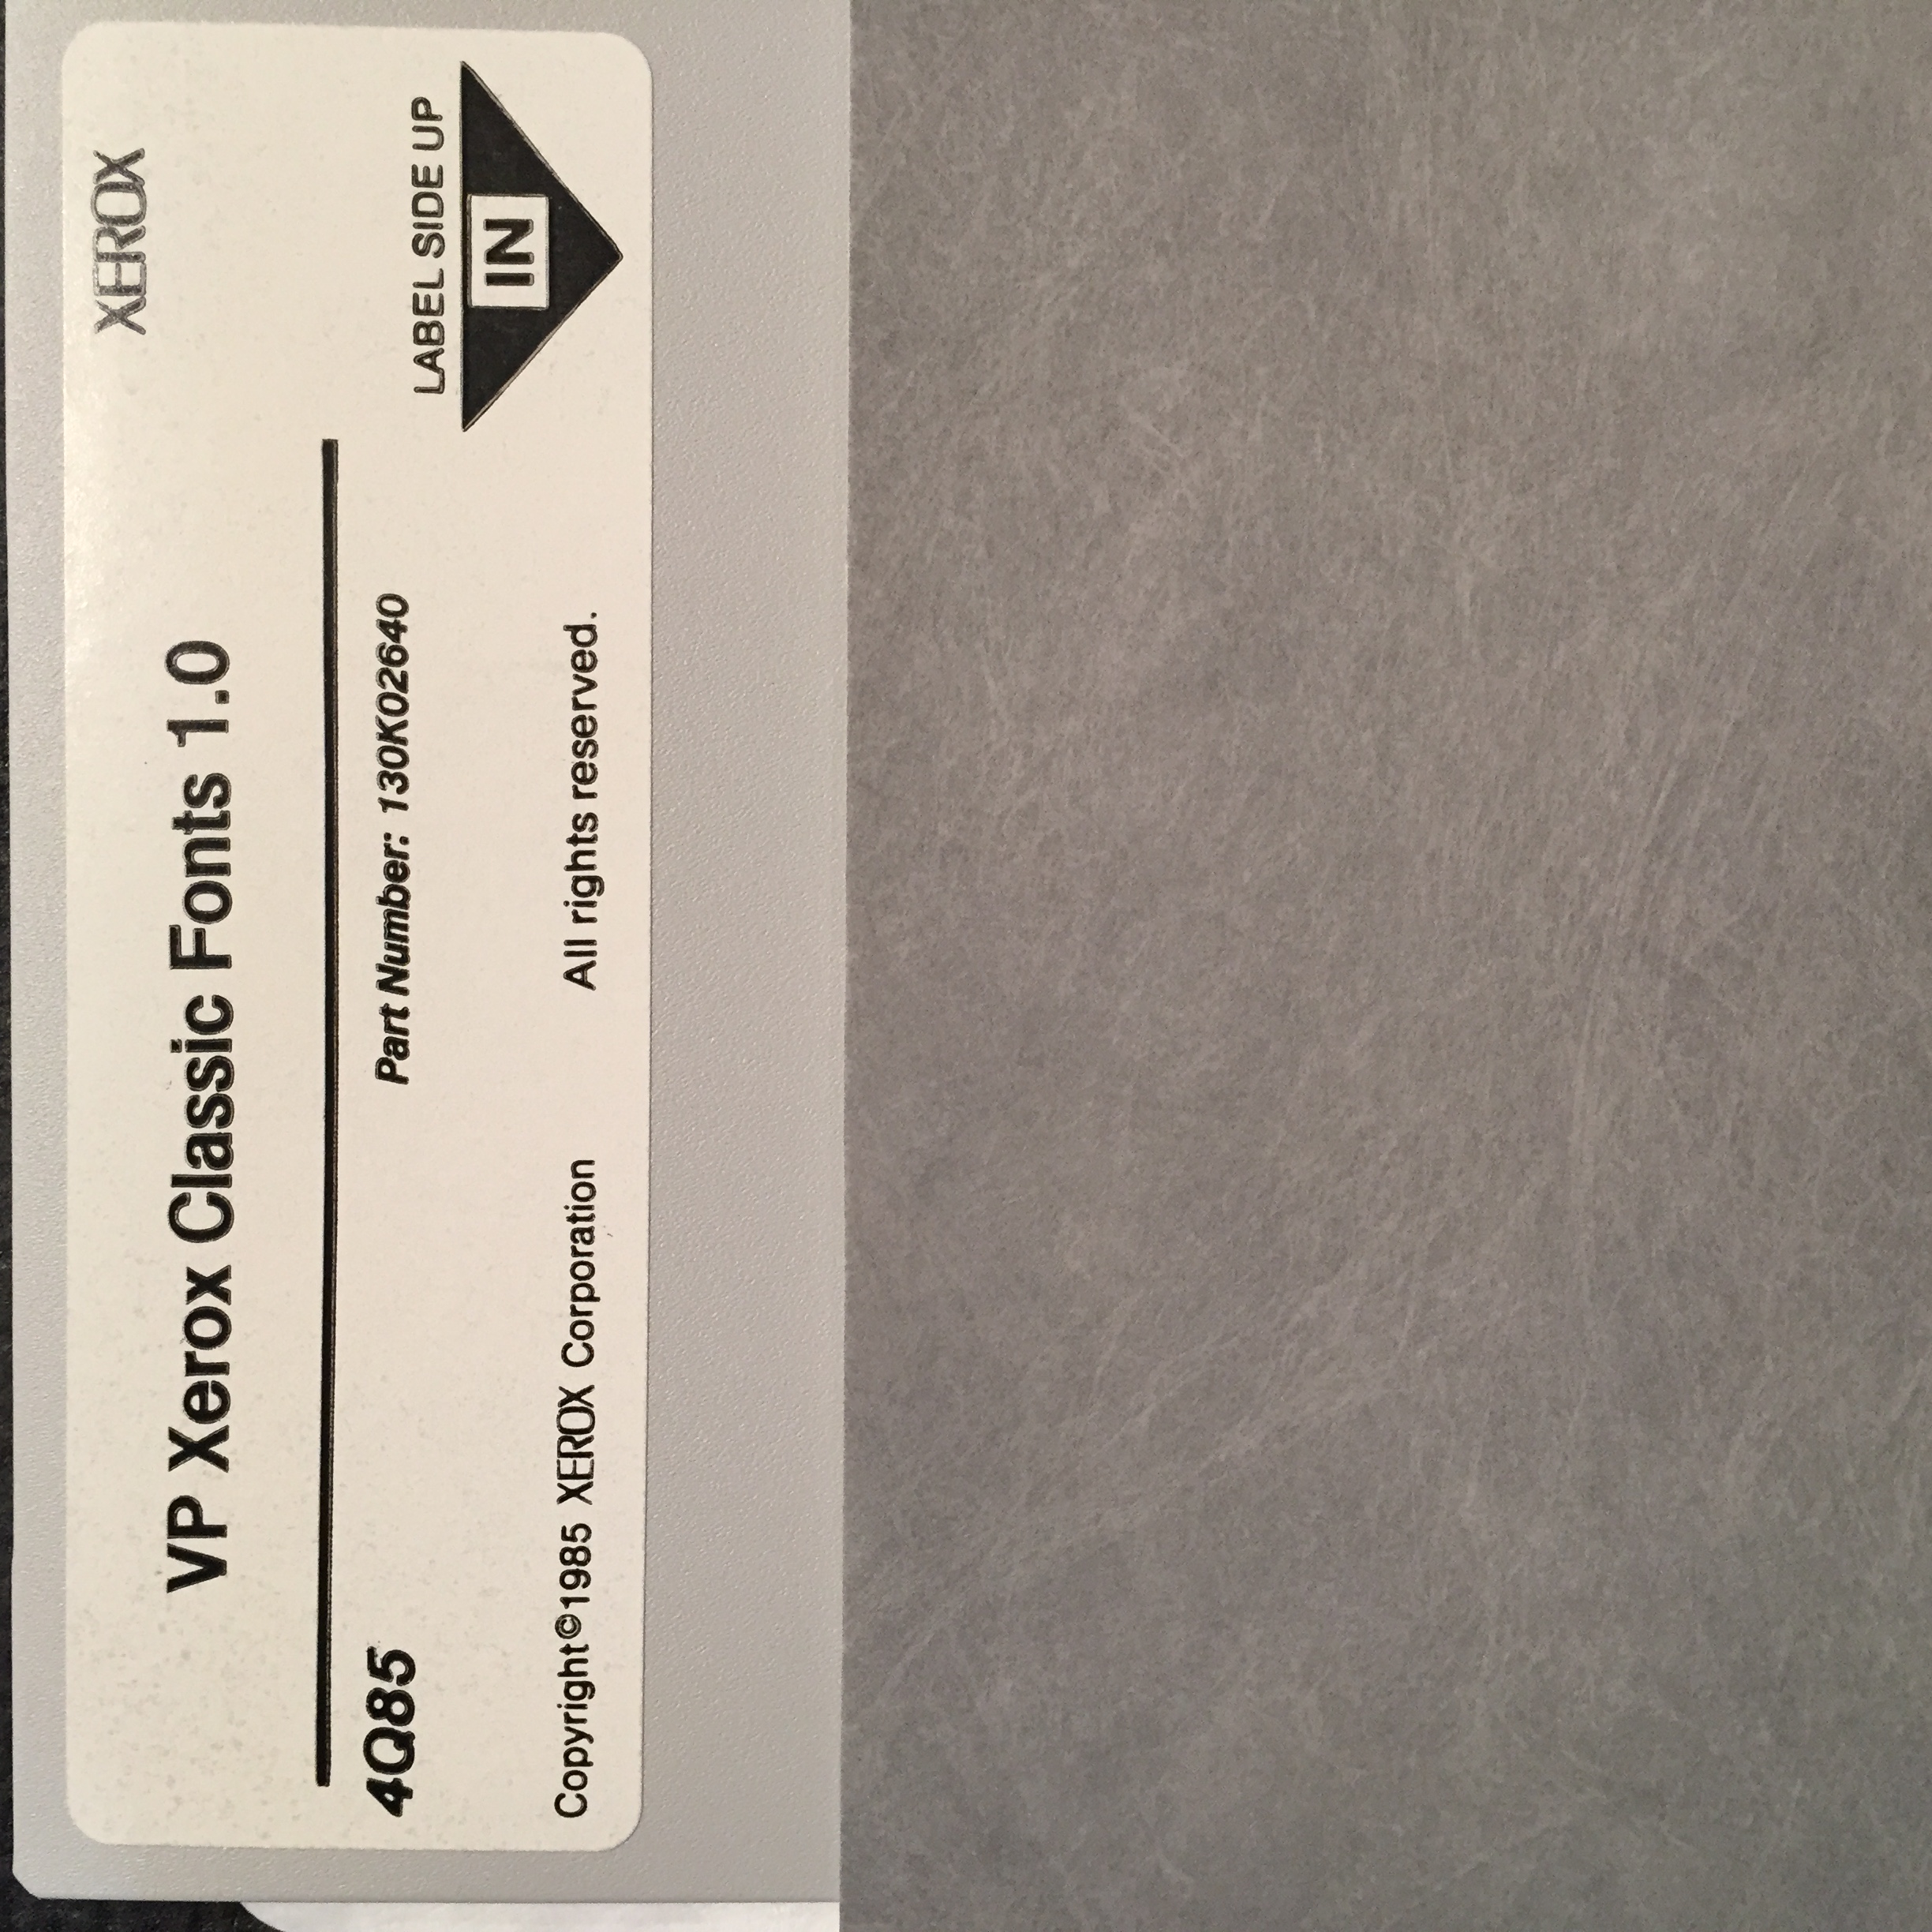 XEROX
VP Xerox Classic Fonts 1.0
4Q85
Part Number: 130K02640
LABEL SIDE UP
IN
Copyright©1985 XEROX Corporation All rights reserved.